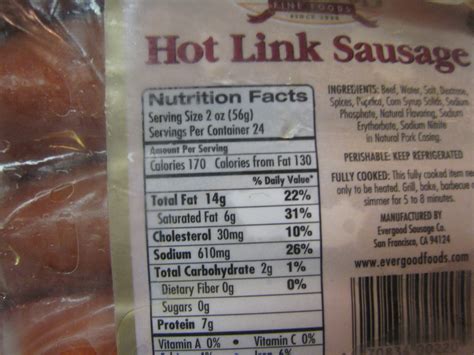 FINE FOODS
SINCE 1926
Hot Link Sausage
Nutrition Facts
Serving Size 2 oz (56g)
Servings Per Container 24
Amount Per Serving
Calories 170 Calories from Fat 130
% Daily Value*
Total Fat 14g 22%
Saturated Fat 6g 31%
Cholesterol 30mg 10%
Sodium 610mg 26%
Total Carbohydrate 2g 1%
Dietary Fiber 0g 0%
Sugars 0g
Protein 7g
Vitamin A 0% • Vitamin C 0%
Iron 6%
INGREDIENTS: Beef, Water, Salt, Dextrose,
Spices, Paprika, Corn Syrup Solids, Sodium
Phosphate, Natural Flavoring, Sodium
Erythorbate, Sodium Nitrite
in Natural Pork Casing.
PERISHABLE: KEEP REFRIGERATED
FULLY COOKED: This fully cooked item
only to be heated. Grill, bake, barbecue
simmer for 5 to 8 minutes.
MANUFACTURED BY
Evergood Sausage Co.
San Francisco, CA 94124
www.evergoodfoods.com